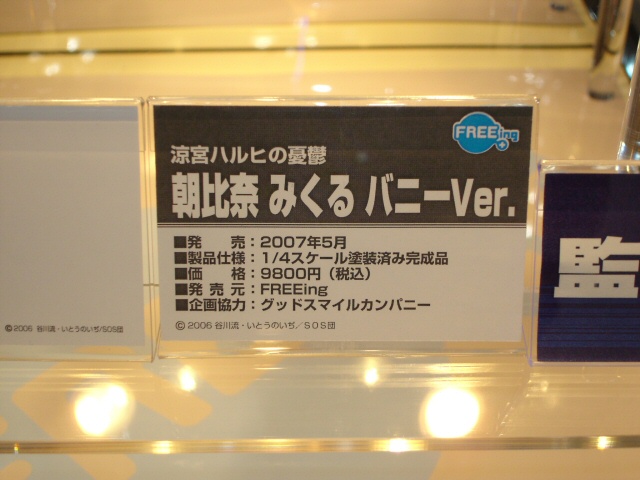 FREEing
涼宮ハルヒの憂鬱
朝比奈 みくる バニーVer.
■発　売：2007年5月
■製品仕様：1/4スケール塗装済み完成品
■価　格：9800円（税込）
■発売元：FREEing
■企画協力：グッドスマイルカンパニー
©2006 谷川流・いとうのいぢ／SOS団
©2006 谷川流・いとうのいぢ／SOS団
監